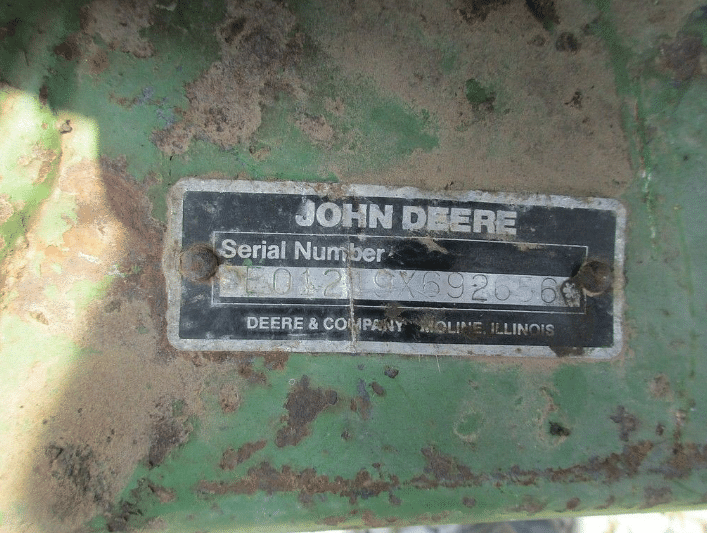 JOHN DEERE
Serial Number
DEERE & COMPANY MOLINE, ILLINOIS